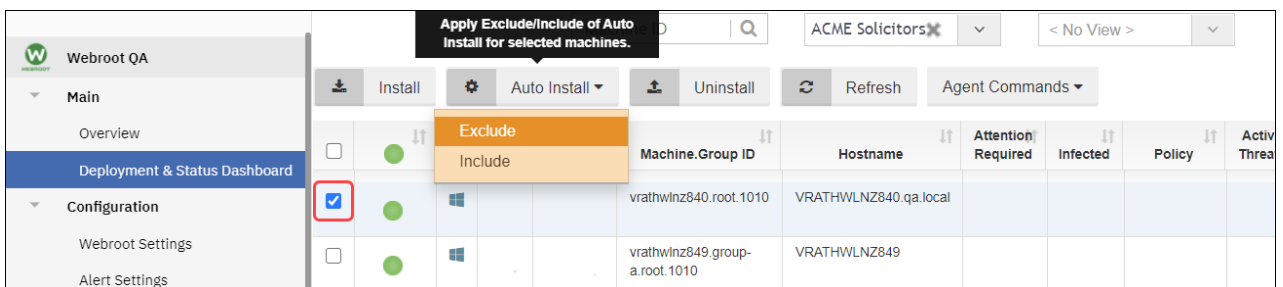 Apply Exclude/Include of Auto
Install for selected machines.
ID
ACME Solicitors
< No View >
WEBROOT
Webroot QA
Main
Overview
Deployment & Status Dashboard
Configuration
Webroot Settings
Alert Settings
Install
Auto Install
Uninstall
Refresh
Agent Commands
Exclude
Include
Machine.Group ID
Hostname
Attention
Required
Infected
Policy
Activ
Threa
vrathwlnz840.root.1010
VRATHWLNZ840.qa.local
vrathwlnz849.group-
a.root.1010
VRATHWLNZ849